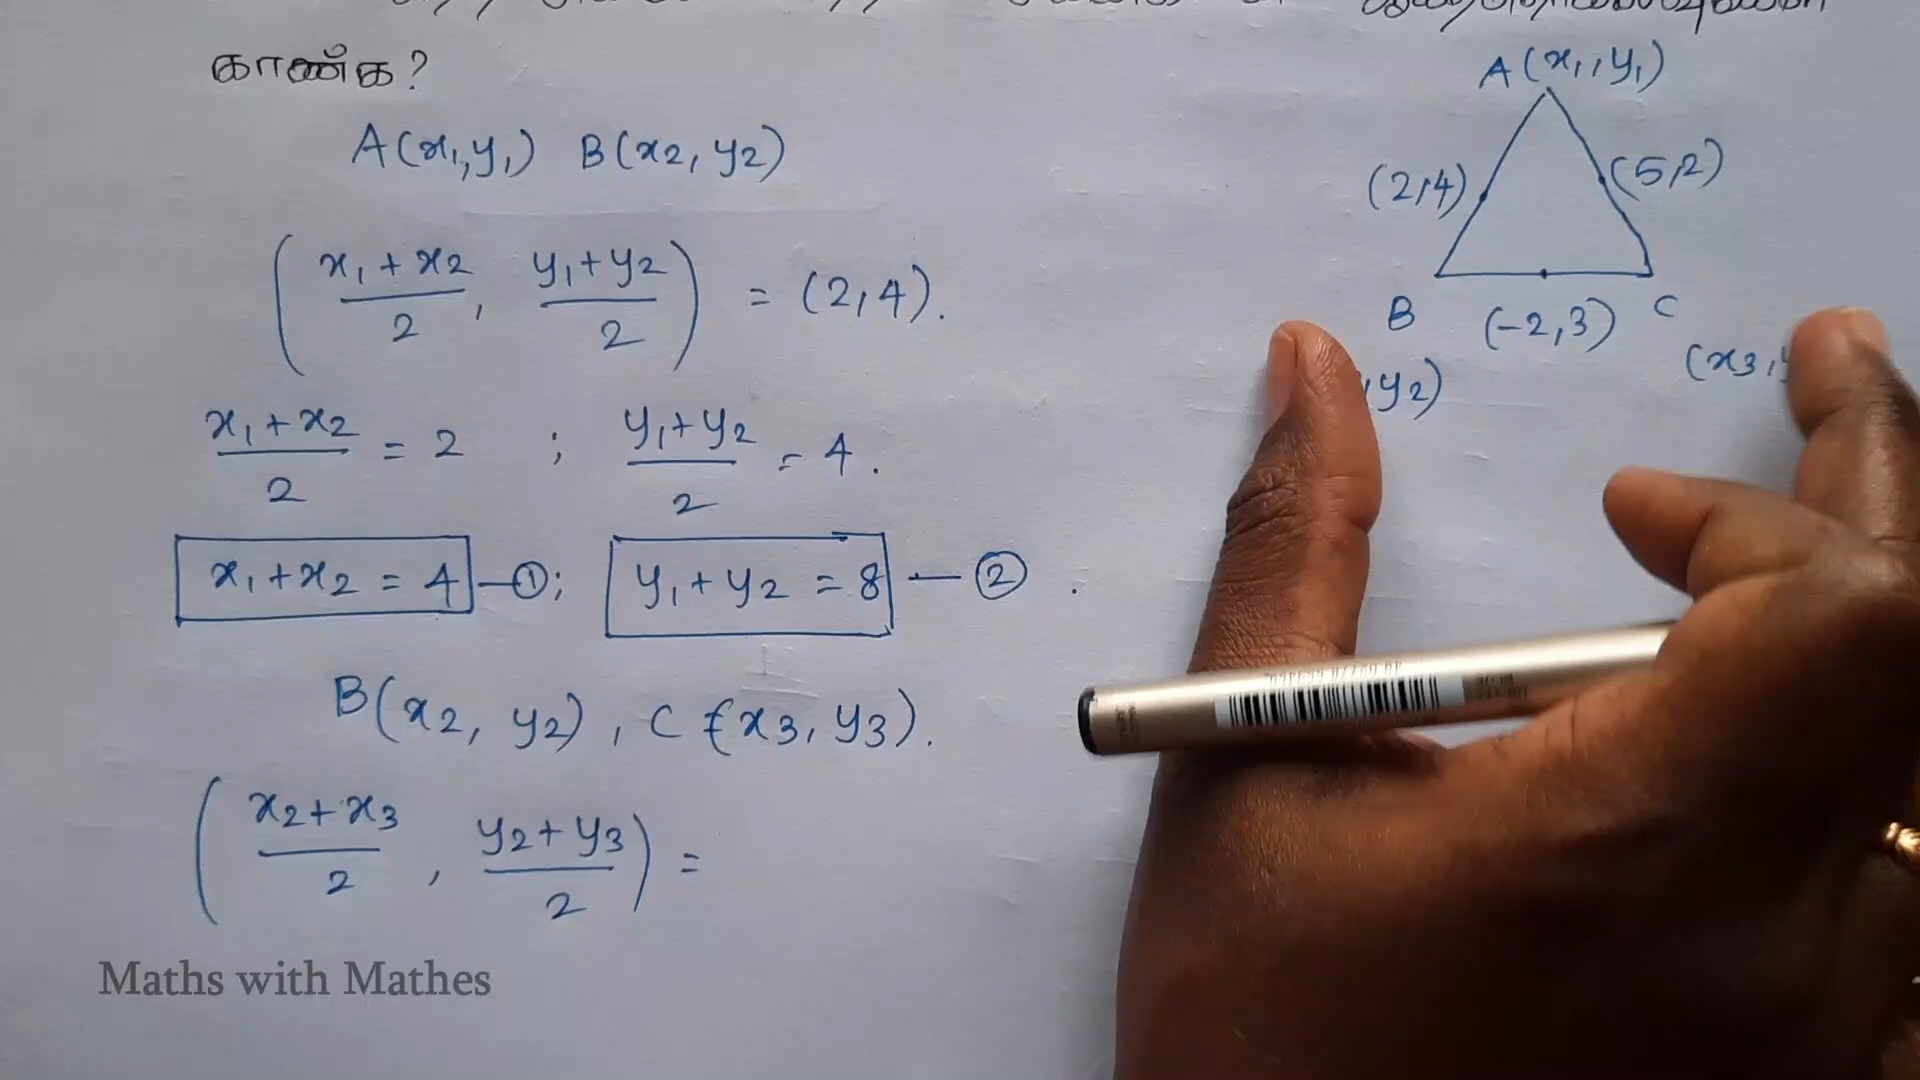 காண்க?
A(x₁,y₁)
A(x₁,y₁) B(x2, y2)
(2,4)
(5,2)
(x₁+x2/2, y₁+y2/2) = (2,4).
B (-2,3) C
(x3,
,y2)
x₁+x2/2 = 2 ; y₁+y2/2 = 4.
x₁+x2 = 4 —①; y₁+y2 = 8 —② .
B(x2, y2), C(x3, y3).
(x2+x3/2, y2+y3/2) =
Maths with Mathes